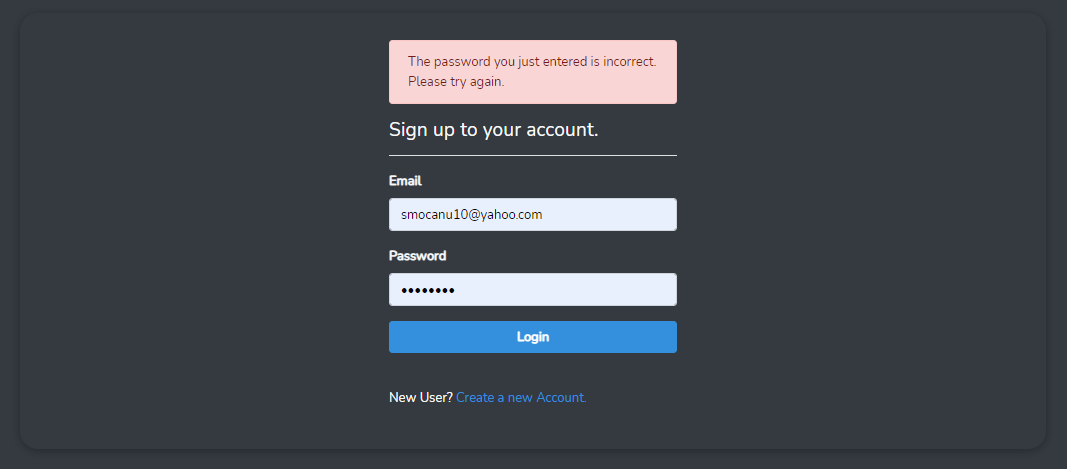 The password you just entered is incorrect.
Please try again.
Sign up to your account.
Email
smocanu10@yahoo.com
Password
••••••••
Login
New User? Create a new Account.